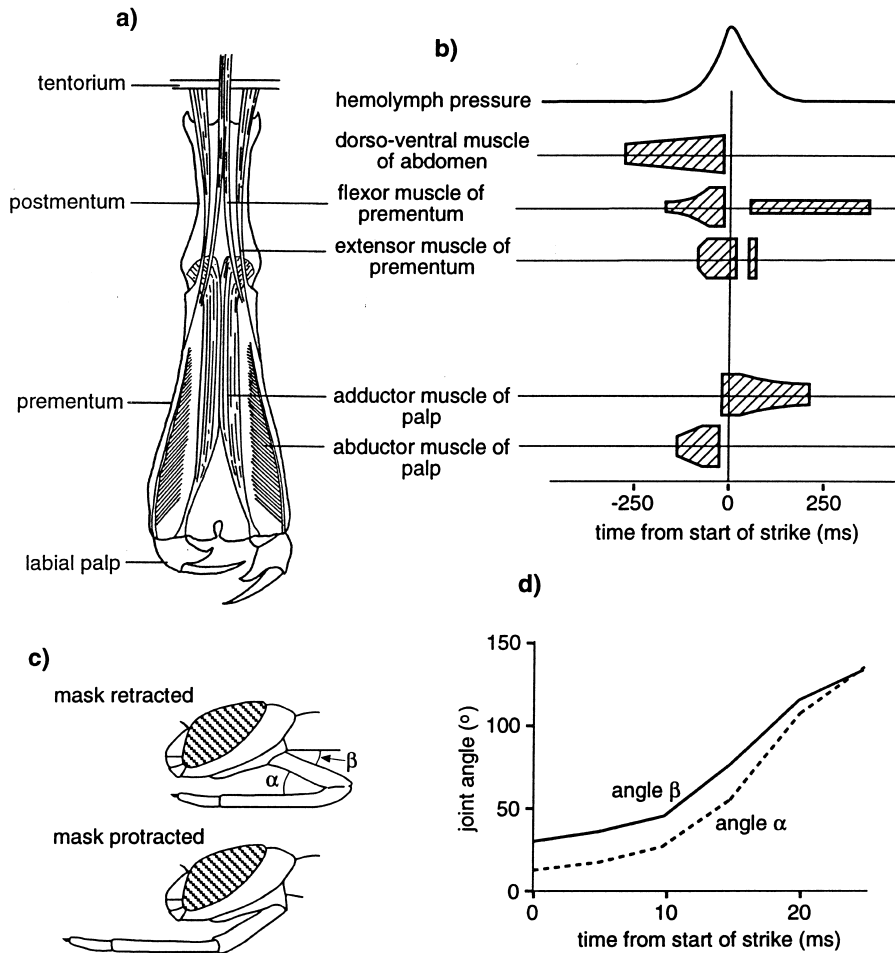 a)
tentorium
postmentum
prementum
labial palp
b)
hemolymph pressure
dorso-ventral muscle
of abdomen
flexor muscle of
prementum
extensor muscle of
prementum
adductor muscle of
palp
abductor muscle of
palp
-250
0
250
time from start of strike (ms)
c)
mask retracted
α
β
mask protracted
d)
150
100
50
0
joint angle (º)
angle β
angle α
0
10
20
time from start of strike (ms)